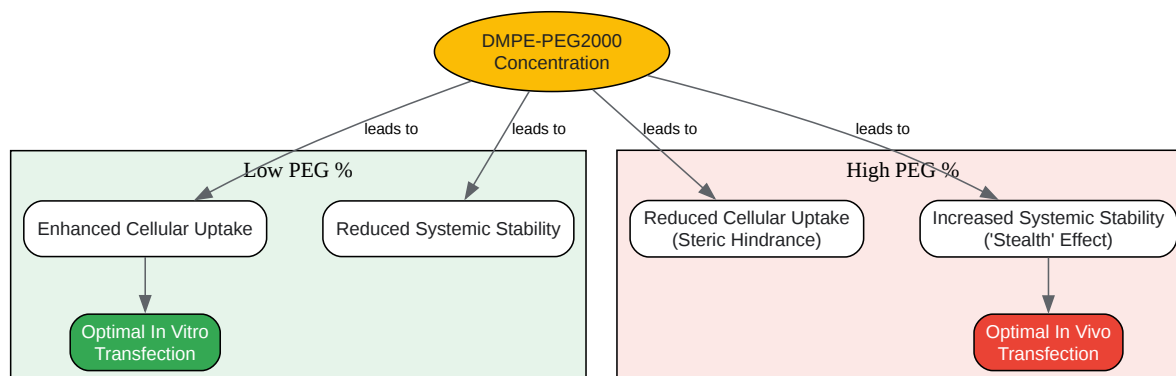 DMPE-PEG2000
Concentration
leads to
leads to
leads to
leads to
Low PEG %
High PEG %
Enhanced Cellular Uptake
Reduced Systemic Stability
Reduced Cellular Uptake
(Steric Hindrance)
Increased Systemic Stability
('Stealth' Effect)
Optimal In Vitro
Transfection
Optimal In Vivo
Transfection